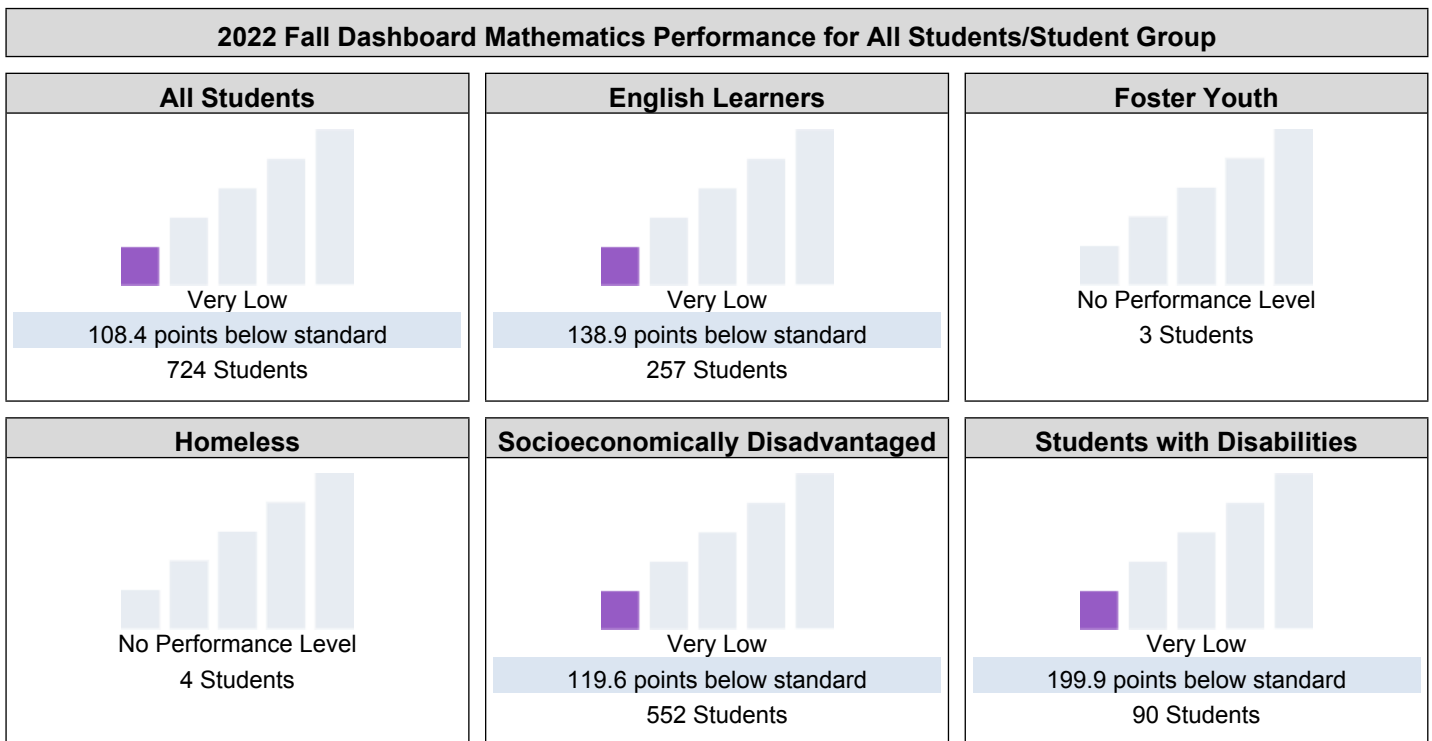 2022 Fall Dashboard Mathematics Performance for All Students/Student Group
All Students
Very Low
108.4 points below standard
724 Students
English Learners
Very Low
138.9 points below standard
257 Students
Foster Youth
No Performance Level
3 Students
Homeless
No Performance Level
4 Students
Socioeconomically Disadvantaged
Very Low
119.6 points below standard
552 Students
Students with Disabilities
Very Low
199.9 points below standard
90 Students